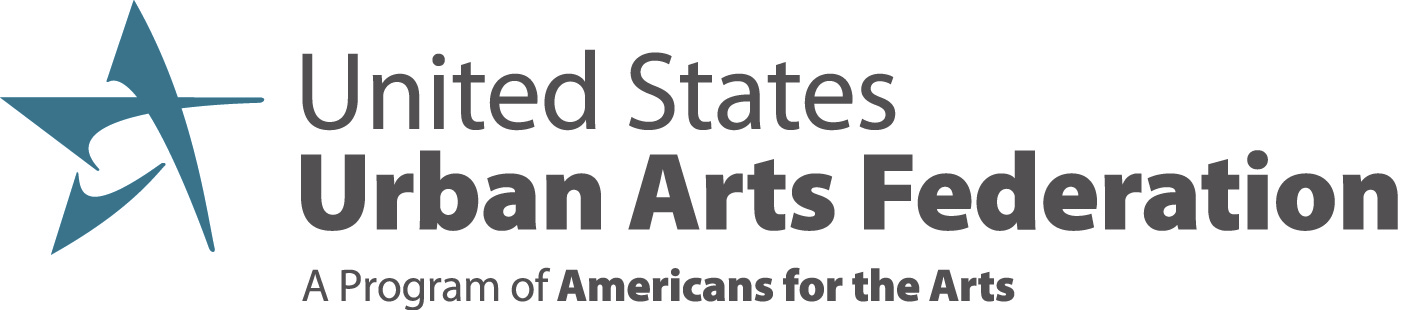 United States
Urban Arts Federation
A Program of Americans for the Arts